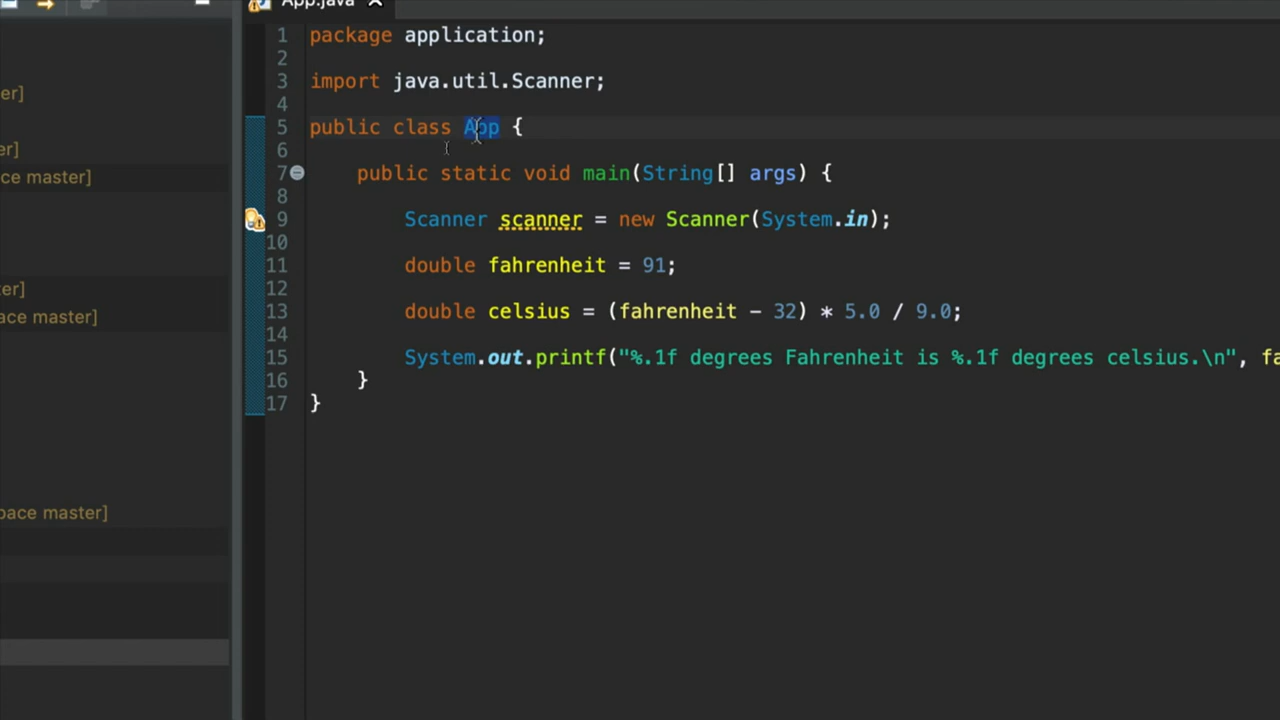 App.java
er]
er]
ce master]
er]
ace master]
pace master]
1 package application;
2
3 import java.util.Scanner;
4
5 public class App {
6
7 public static void main(String[] args) {
8
9 Scanner scanner = new Scanner(System.in);
10
11 double fahrenheit = 91;
12
13 double celsius = (fahrenheit - 32) * 5.0 / 9.0;
14
15 System.out.printf("%.1f degrees Fahrenheit is %.1f degrees celsius.\n", fa
16 }
17 }